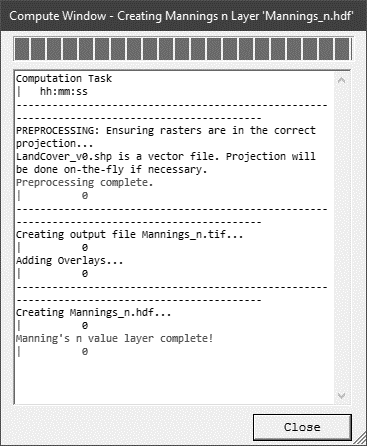 Compute Window - Creating Mannings n Layer 'Mannings_n.hdf'
Computation Task
|   hh:mm:ss
---------------------------------------------------
----------------------------------------
PREPROCESSING: Ensuring rasters are in the correct
projection...
LandCover_v0.shp is a vector file. Projection will
be done on-the-fly if necessary.
Preprocessing complete.
|         0
---------------------------------------------------
----------------------------------------
Creating output file Mannings_n.tif...
|         0
Adding Overlays...
|         0
---------------------------------------------------
----------------------------------------
Creating Mannings_n.hdf...
|         0
Manning's n value layer complete!
|         0
Close